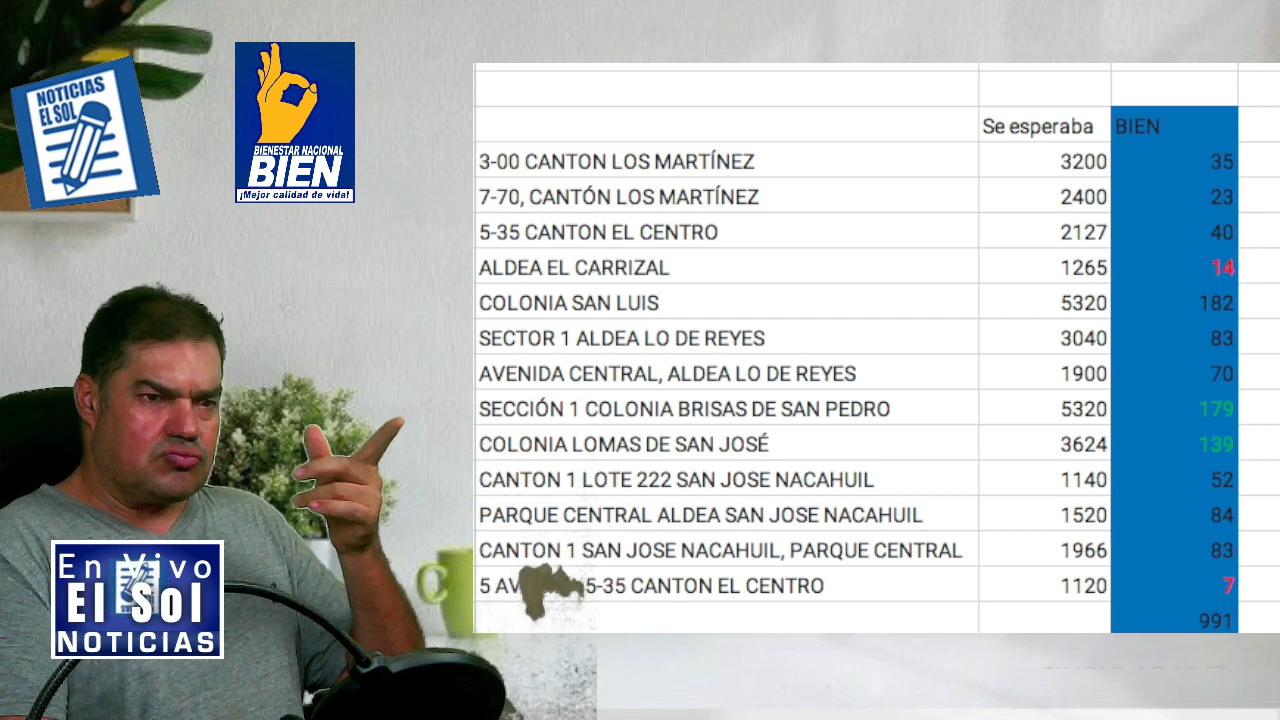 NOTICIAS
EL SOL
BIENESTAR NACIONAL
BIEN
¡Mejor calidad de vida!
Se esperaba BIEN
3-00 CANTON LOS MARTÍNEZ 3200 35
7-70, CANTÓN LOS MARTÍNEZ 2400 23
5-35 CANTON EL CENTRO 2127 40
ALDEA EL CARRIZAL 1265 14
COLONIA SAN LUIS 5320 182
SECTOR 1 ALDEA LO DE REYES 3040 83
AVENIDA CENTRAL, ALDEA LO DE REYES 1900 70
SECCIÓN 1 COLONIA BRISAS DE SAN PEDRO 5320 179
COLONIA LOMAS DE SAN JOSÉ 3624 139
CANTON 1 LOTE 222 SAN JOSE NACAHUIL 1140 52
PARQUE CENTRAL ALDEA SAN JOSE NACAHUIL 1520 84
CANTON 1 SAN JOSE NACAHUIL, PARQUE CENTRAL 1966 83
5 AV 5-35 CANTON EL CENTRO 1120 7
991
En Vivo
El Sol
NOTICIAS